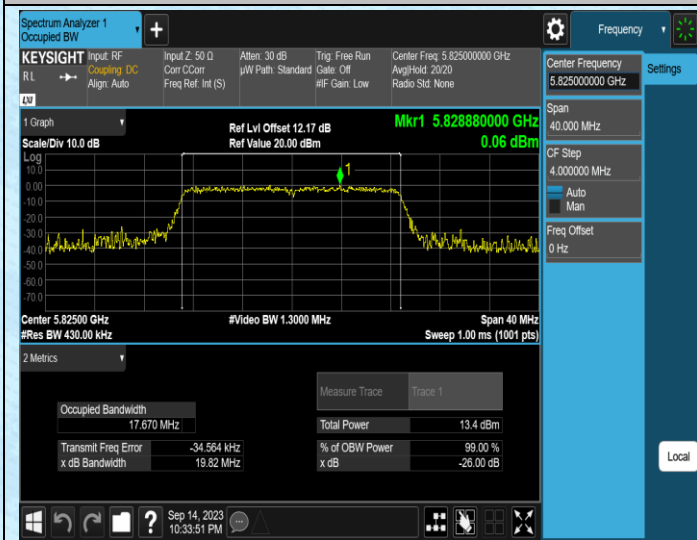 Spectrum Analyzer 1
Occupied BW
+
Frequency
KEYSIGHT
RL
LXI
Input: RF
Coupling: DC
Align: Auto
Input Z: 50 Ω
Corr CCorr
Freq Ref: Int (S)
Atten: 30 dB
µW Path: Standard
Trig: Free Run
Gate: Off
#IF Gain: Low
Center Freq: 5.825000000 GHz
Avg|Hold: 20/20
Radio Std: None
Center Frequency
5.825000000 GHz
Settings
Span
40.000 MHz
CF Step
4.000000 MHz
Auto
Man
Freq Offset
0 Hz
Local
1 Graph
Scale/Div 10.0 dB
Ref Lvl Offset 12.17 dB
Ref Value 20.00 dBm
Mkr1 5.828880000 GHz
0.06 dBm
Log
10.0
0.00
-10.0
-20.0
-30.0
-40.0
-50.0
-60.0
-70.0
1
Center 5.82500 GHz
#Res BW 430.00 kHz
#Video BW 1.3000 MHz
Span 40 MHz
Sweep 1.00 ms (1001 pts)
2 Metrics
Measure Trace
Trace 1
Occupied Bandwidth
17.670 MHz
Total Power
13.4 dBm
Transmit Freq Error
-34.564 kHz
% of OBW Power
99.00 %
x dB Bandwidth
19.82 MHz
x dB
-26.00 dB
?
Sep 14, 2023
10:33:51 PM